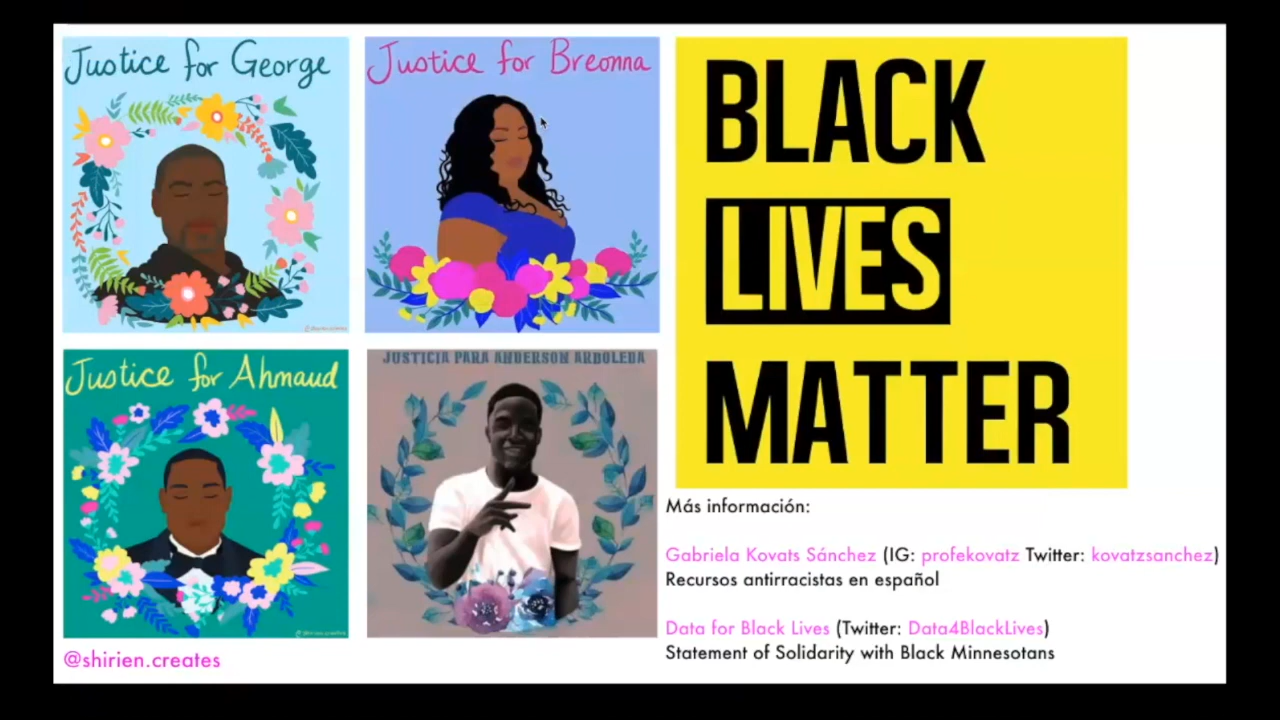 Justice for George
Justice for Breonna
Justice for Ahmaud
JUSTICIA PARA ANDERSON ARBOLEDA
@shirien.creates
BLACK
LIVES
MATTER
Más información:
Gabriela Kovats Sánchez (IG: profekovatz Twitter: kovatzsanchez)
Recursos antirracistas en español
Data for Black Lives (Twitter: Data4BlackLives)
Statement of Solidarity with Black Minnesotans